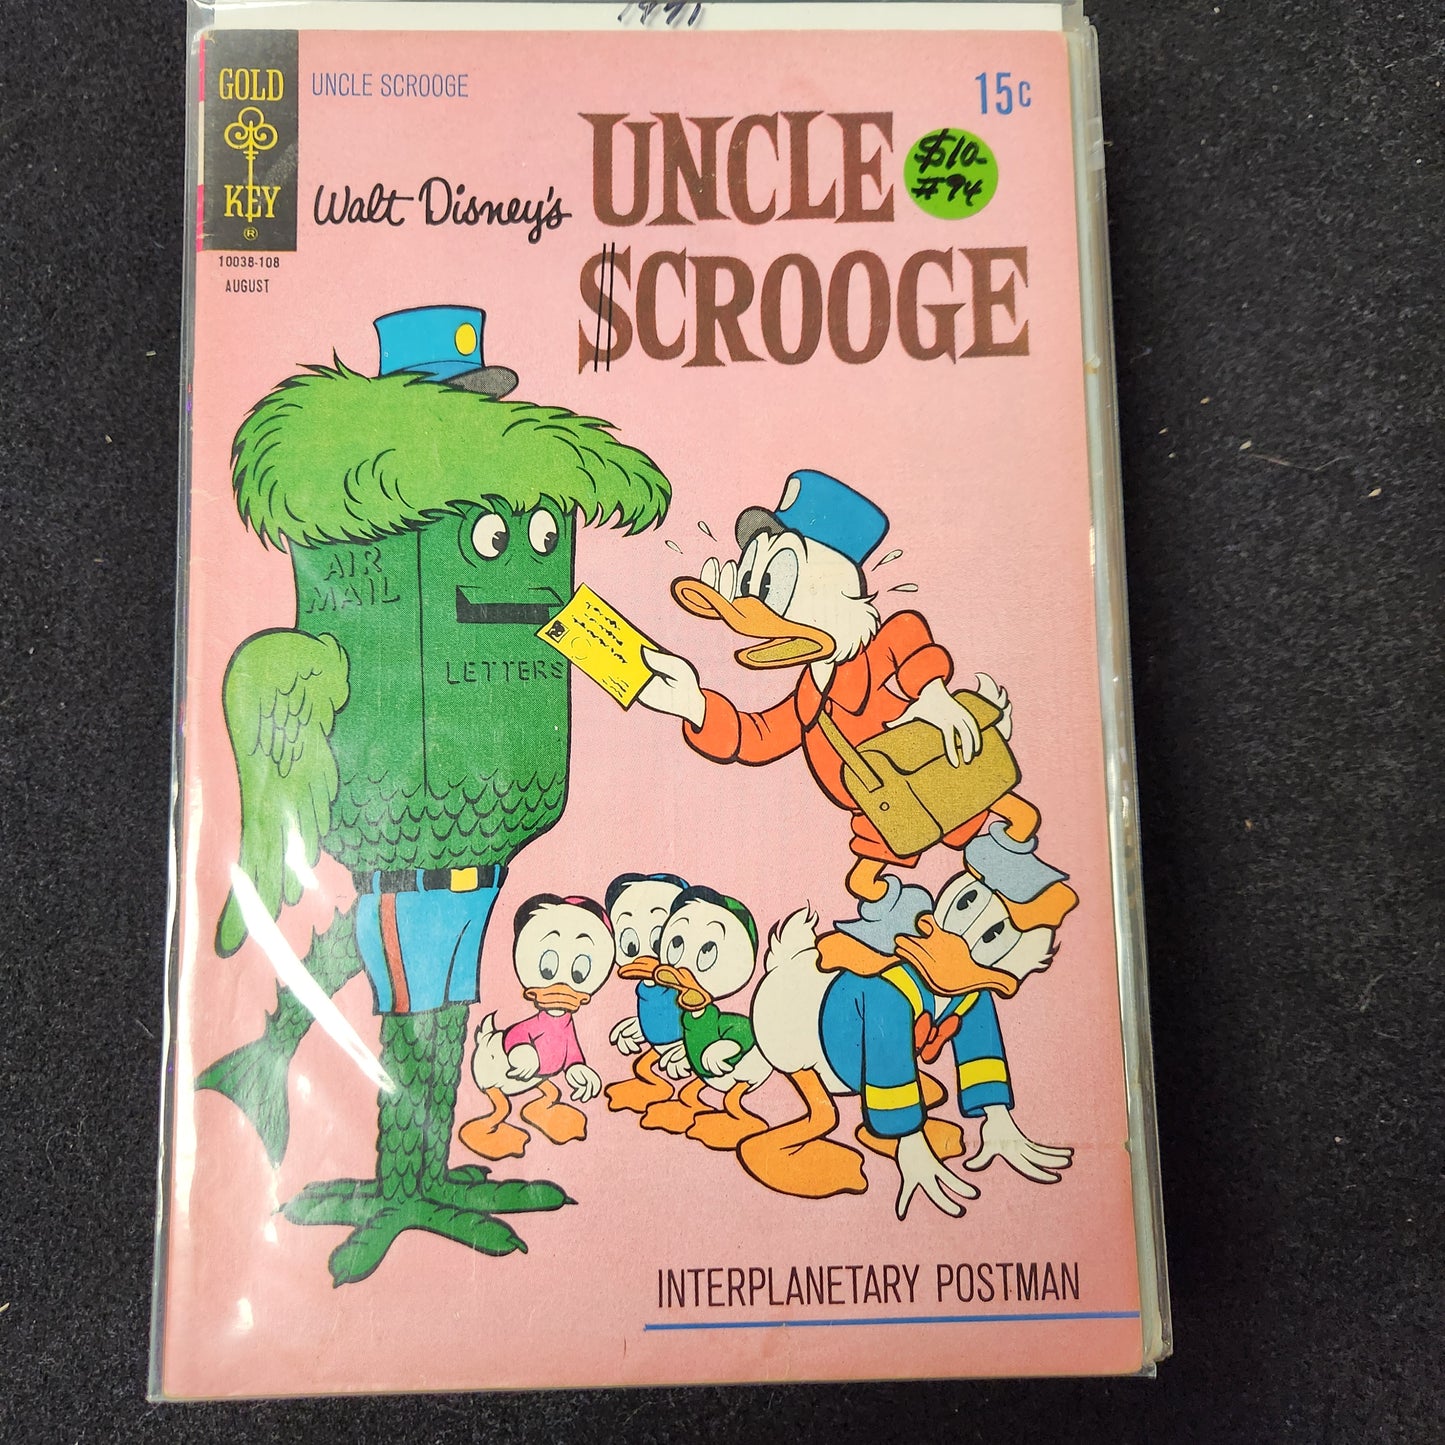 1971
GOLD
KEY
®
UNCLE SCROOGE
15c
Walt Disney's
UNCLE
$CROOGE
$10-
#94
10038-108
AUGUST
AIR
MAIL
LETTERS
INTERPLANETARY POSTMAN